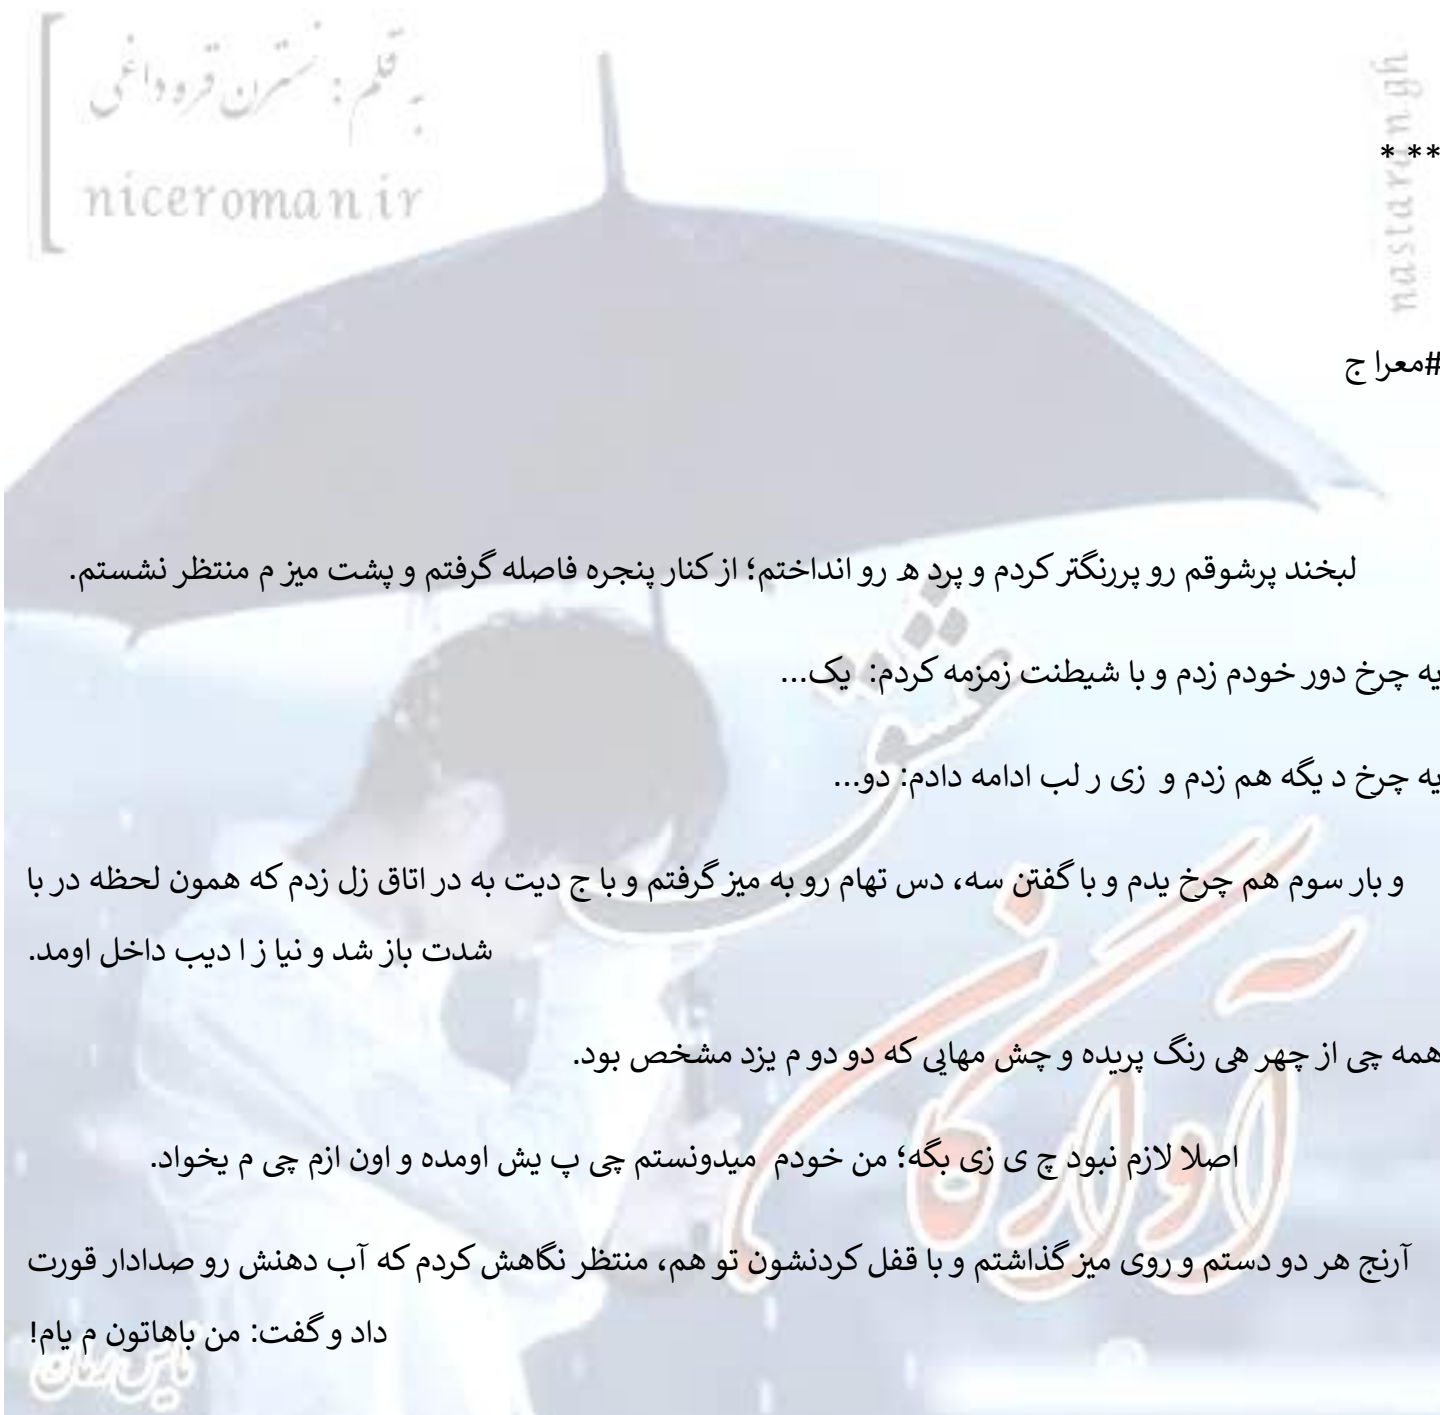 به قلم: نسترن قره داغی
niceroman.ir
nastaran.gh
***
#معرا ج
لبخند پرشوقم رو پررنگتر کردم و پرد ه رو انداختم؛ از کنار پنجره فاصله گرفتم و پشت میز م منتظر نشستم.
یه چرخ دور خودم زدم و با شیطنت زمزمه کردم: یک...
یه چرخ د یگه هم زدم و زی ر لب ادامه دادم: دو...
و بار سوم هم چرخ یدم و با گفتن سه، دس تهام رو به میز گرفتم و با ج دیت به در اتاق زل زدم که همون لحظه در با
شدت باز شد و نیا ز ا دیب داخل اومد.
همه چی از چهر هی رنگ پریده و چش مهایی که دو دو م یزد مشخص بود.
اصلا لازم نبود چ ی زی بگه؛ من خودم میدونستم چی پ یش اومده و اون ازم چی م یخواد.
آرنج هر دو دستم و روی میز گذاشتم و با قفل کردنشون تو هم، منتظر نگاهش کردم که آب دهنش رو صدادار قورت
داد و گفت: من باهاتون م یام!
عشق
آوارگان
نایس رمان